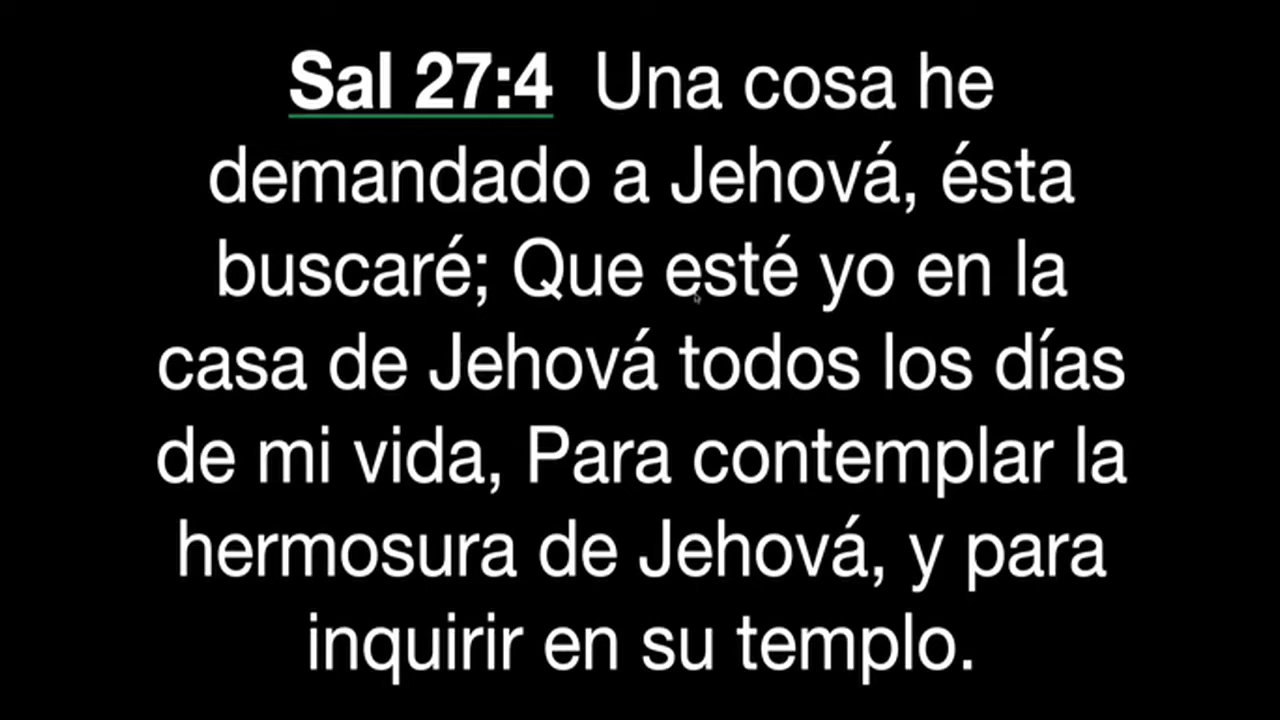 Sal 27:4 Una cosa he
demandado a Jehová, ésta
buscaré; Que esté yo en la
casa de Jehová todos los días
de mi vida, Para contemplar la
hermosura de Jehová, y para
inquirir en su templo.